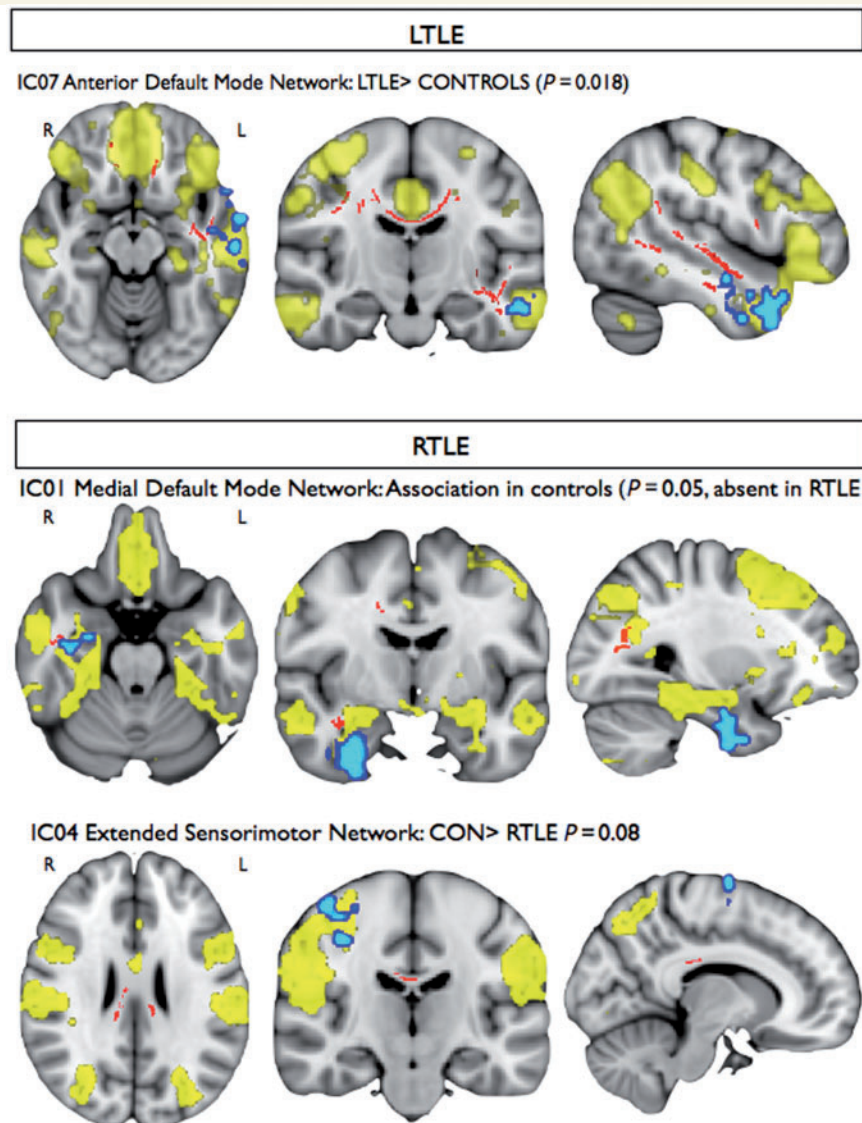 LTLE
IC07 Anterior Default Mode Network: LTLE> CONTROLS (P = 0.018)
R L
RTLE
IC01 Medial Default Mode Network: Association in controls (P = 0.05, absent in RTLE
R L
IC04 Extended Sensorimotor Network: CON> RTLE P = 0.08
R L